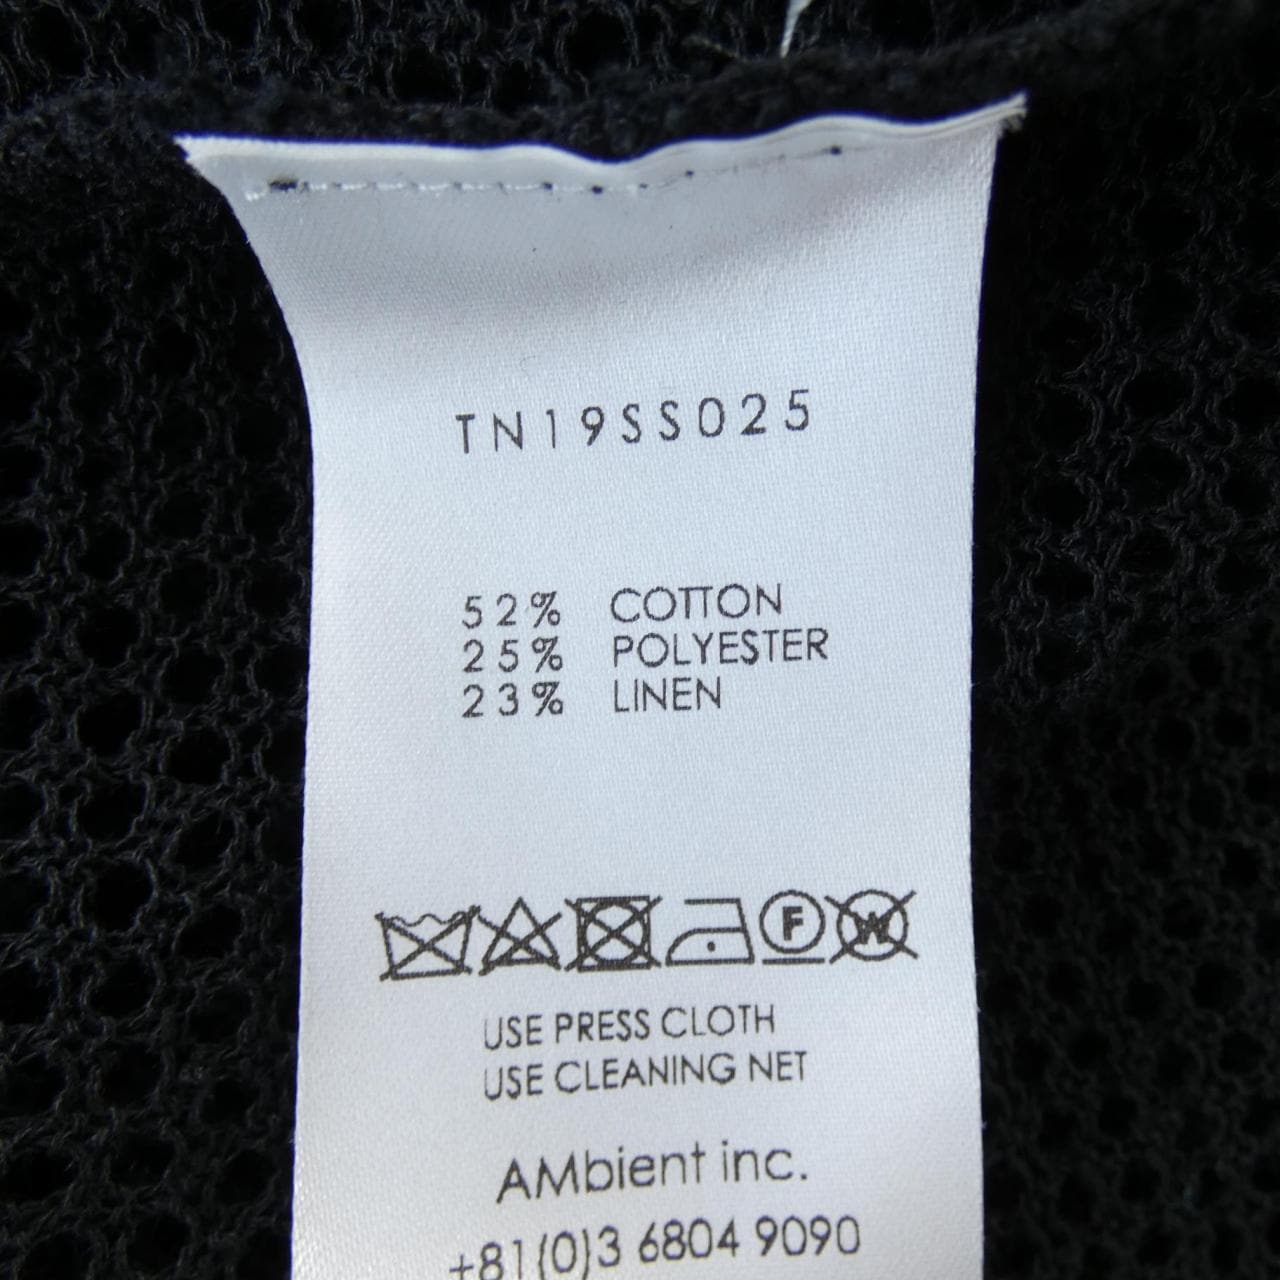 TN19SS025
52% COTTON
25% POLYESTER
23% LINEN
F W
USE PRESS CLOTH
USE CLEANING NET
AMbient inc.
+81(0)3 6804 9090